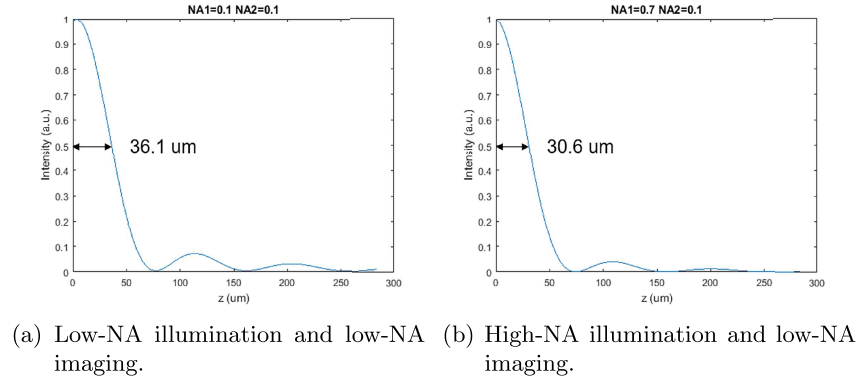 NA1=0.1 NA2=0.1
1
0.9
0.8
0.7
0.6
0.5
0.4
0.3
0.2
0.1
0
Intensity (a.u.)
36.1 um
0 50 100 150 200 250 300
z (um)
(a) Low-NA illumination and low-NA
imaging.
NA1=0.7 NA2=0.1
1
0.9
0.8
0.7
0.6
0.5
0.4
0.3
0.2
0.1
0
Intensity (a.u.)
30.6 um
0 50 100 150 200 250 300
z (um)
(b) High-NA illumination and low-NA
imaging.